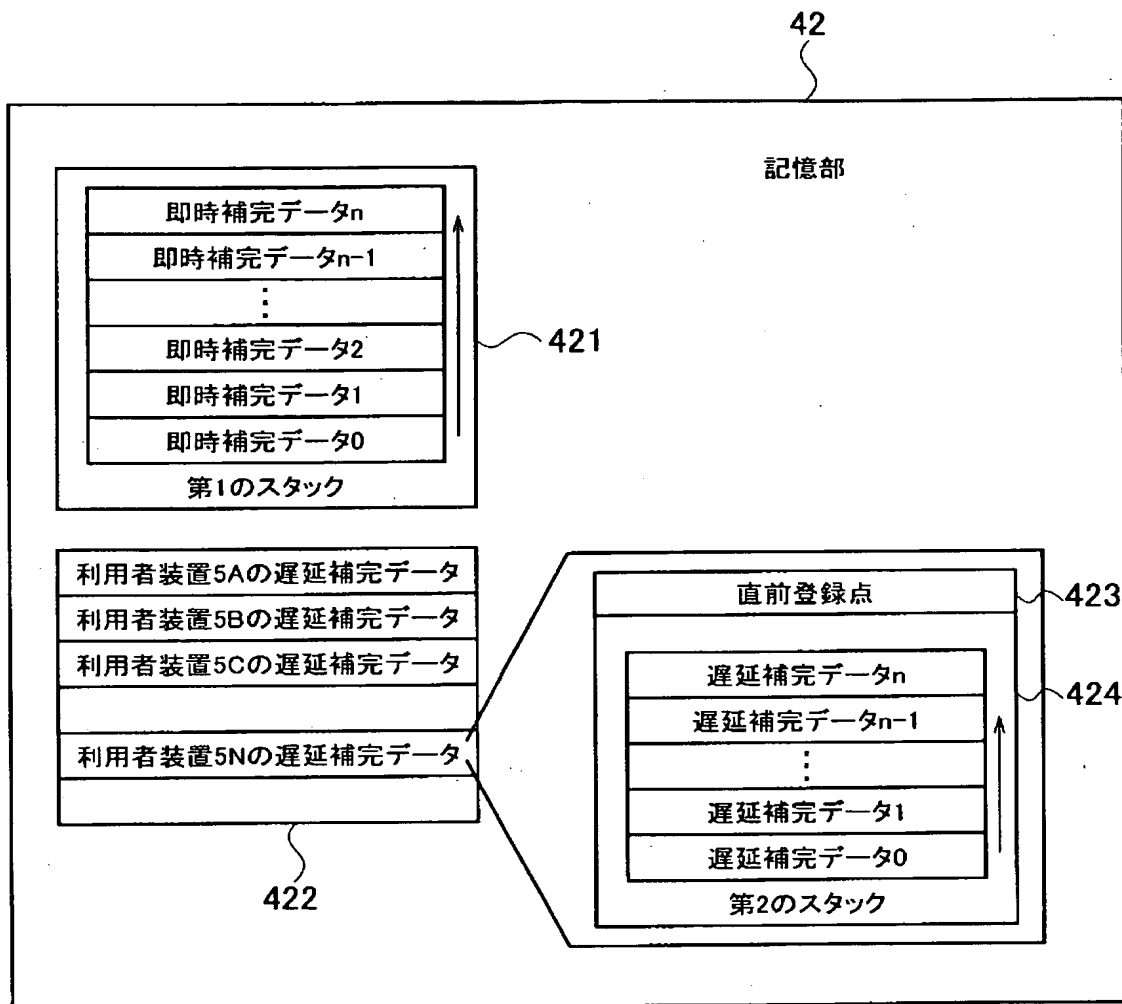 42
記憶部
即時補完データn
即時補完データn-1
⋮
即時補完データ2
即時補完データ1
即時補完データ0
第1のスタック
421
利用者装置5Aの遅延補完データ
利用者装置5Bの遅延補完データ
利用者装置5Cの遅延補完データ
利用者装置5Nの遅延補完データ
422
直前登録点
423
遅延補完データn
遅延補完データn-1
⋮
遅延補完データ1
遅延補完データ0
第2のスタック
424